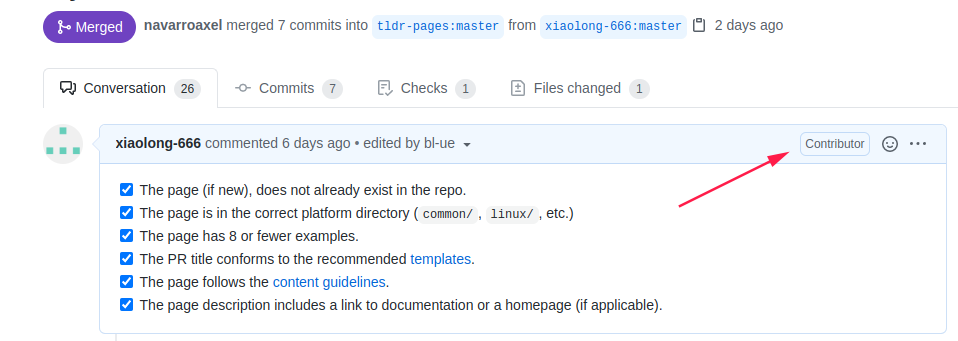 Merged navarroaxel merged 7 commits into tldr-pages:master from xiaolong-666:master 2 days ago
Conversation 26 Commits 7 Checks 1 Files changed 1
xiaolong-666 commented 6 days ago • edited by bl-ue Contributor
The page (if new), does not already exist in the repo.
The page is in the correct platform directory ( common/ , linux/ , etc.)
The page has 8 or fewer examples.
The PR title conforms to the recommended templates.
The page follows the content guidelines.
The page description includes a link to documentation or a homepage (if applicable).